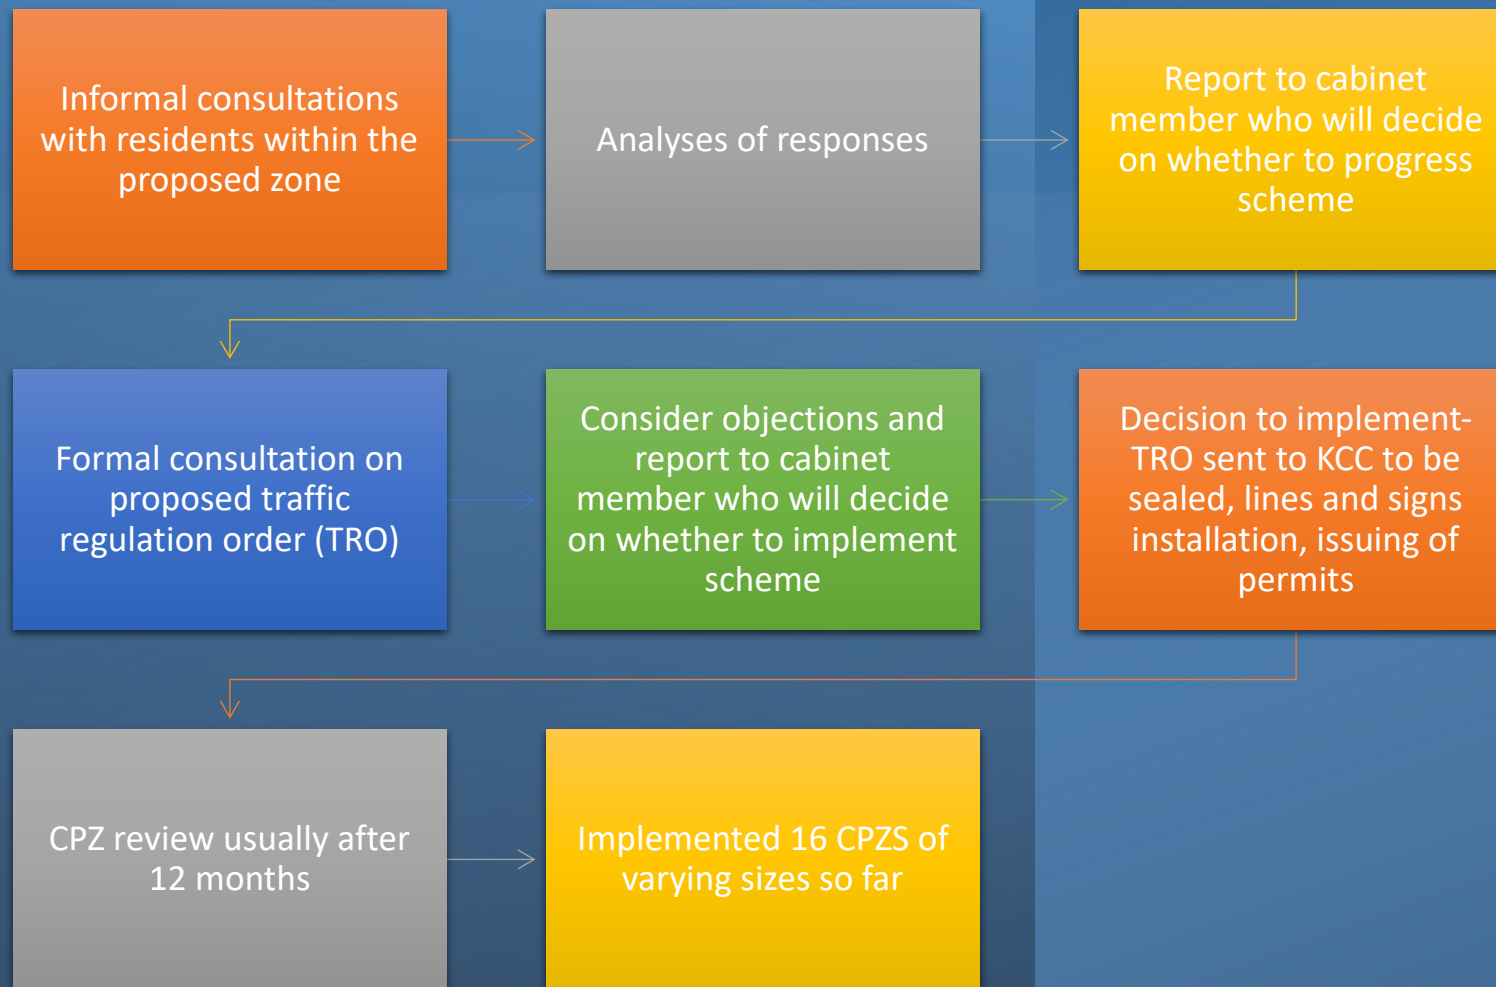 Informal consultations
with residents within the
proposed zone
Analyses of responses
Report to cabinet
member who will decide
on whether to progress
scheme
Formal consultation on
proposed traffic
regulation order (TRO)
Consider objections and
report to cabinet
member who will decide
on whether to implement
scheme
Decision to implement-
TRO sent to KCC to be
sealed, lines and signs
installation, issuing of
permits
CPZ review usually after
12 months
Implemented 16 CPZS of
varying sizes so far